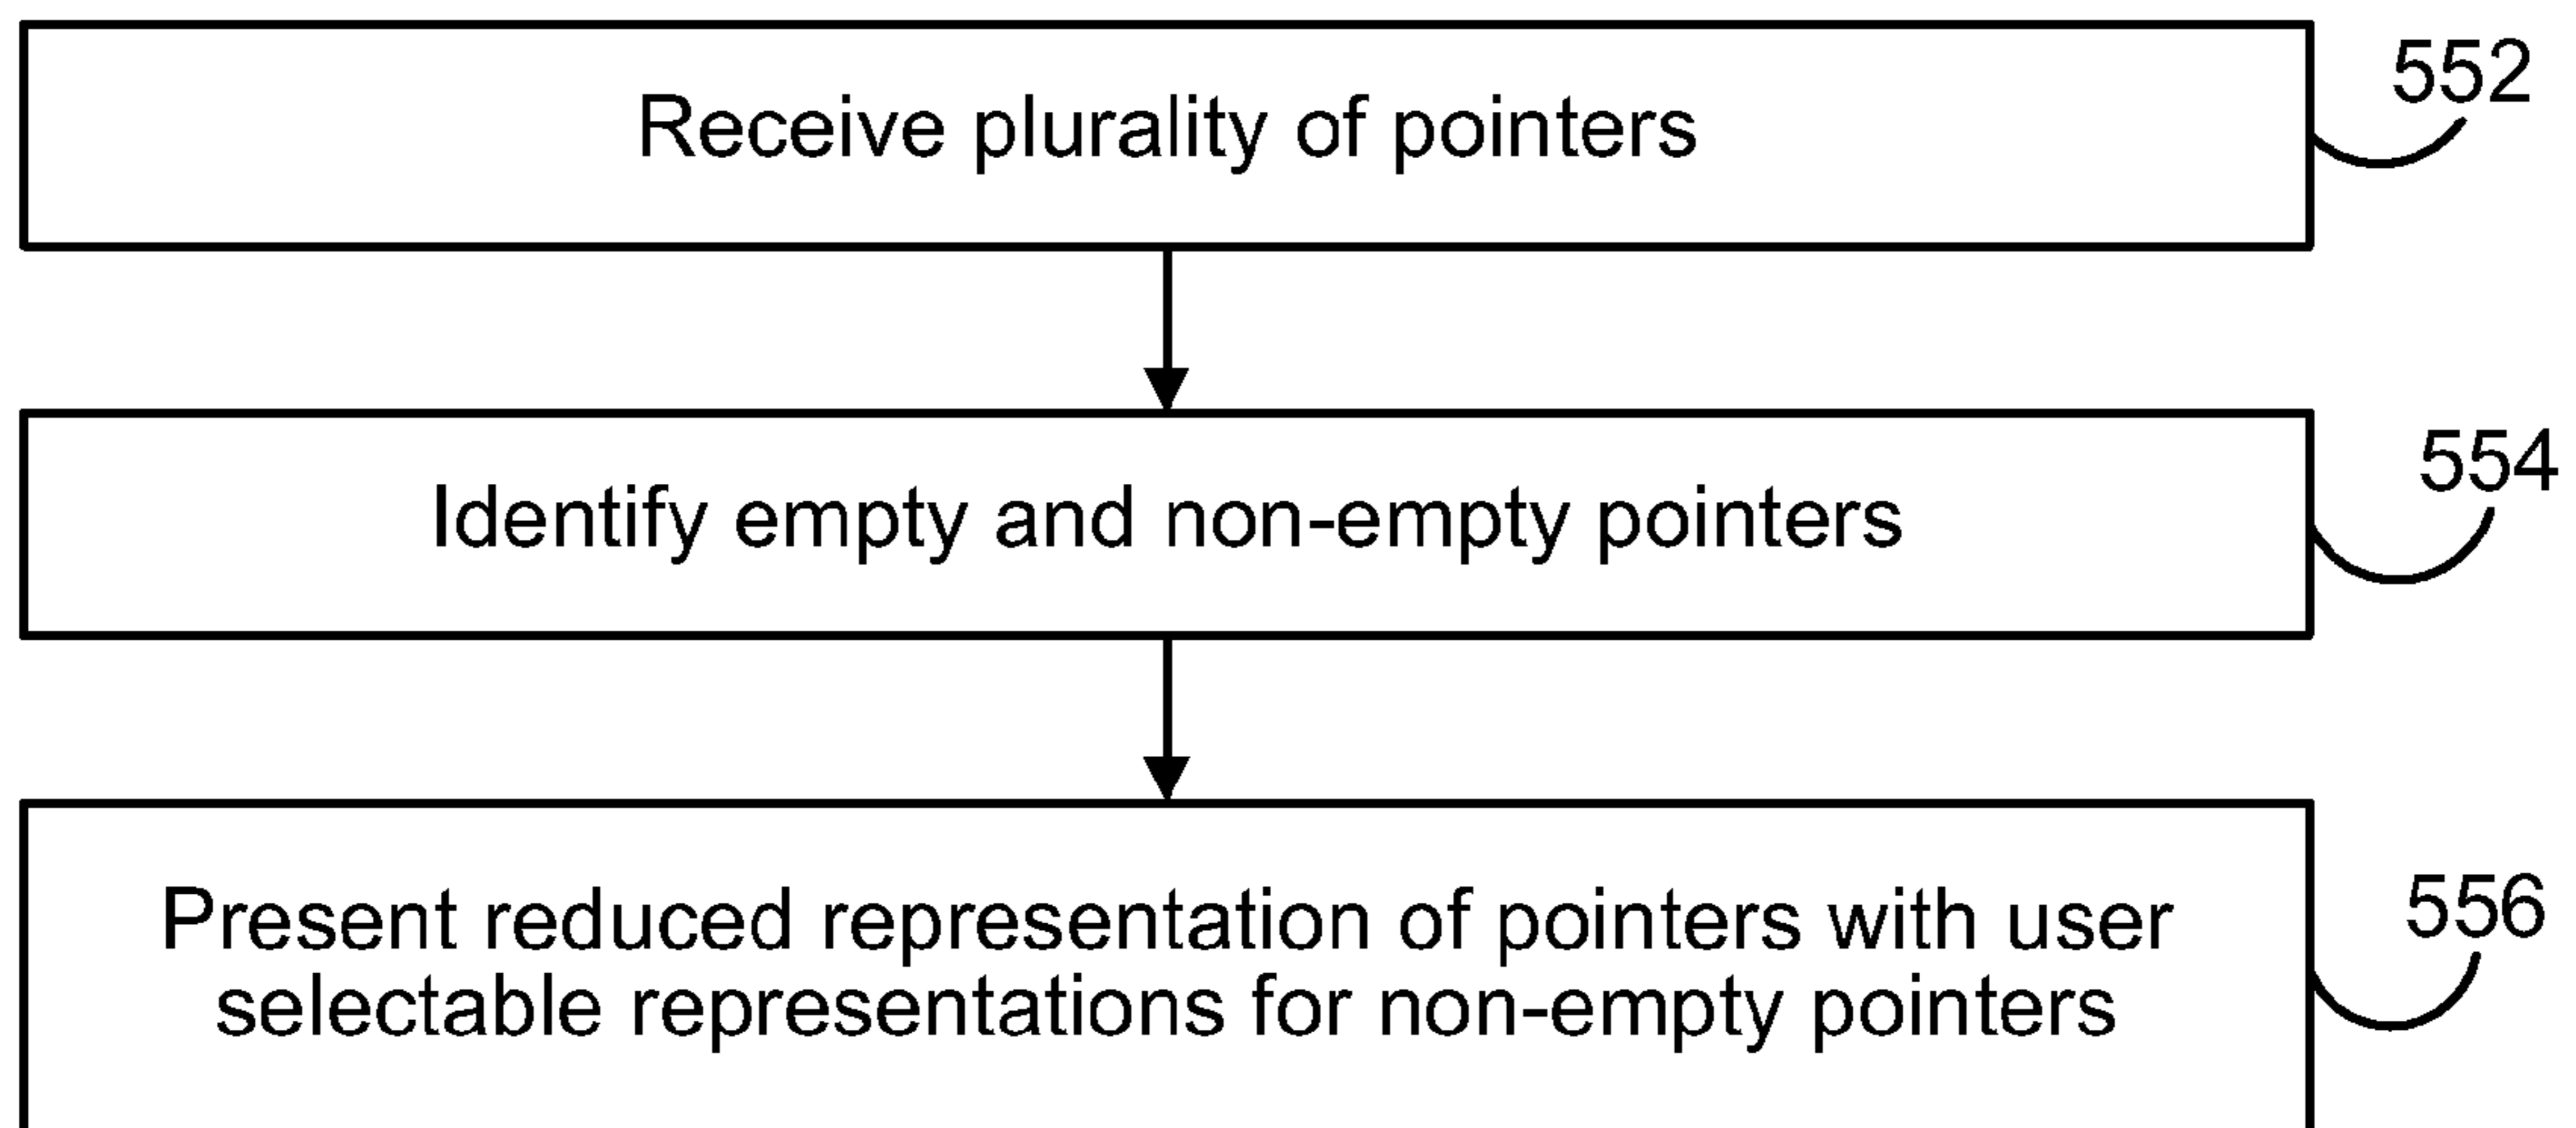 Receive plurality of pointers
552
Identify empty and non-empty pointers
554
Present reduced representation of pointers with user
selectable representations for non-empty pointers
556